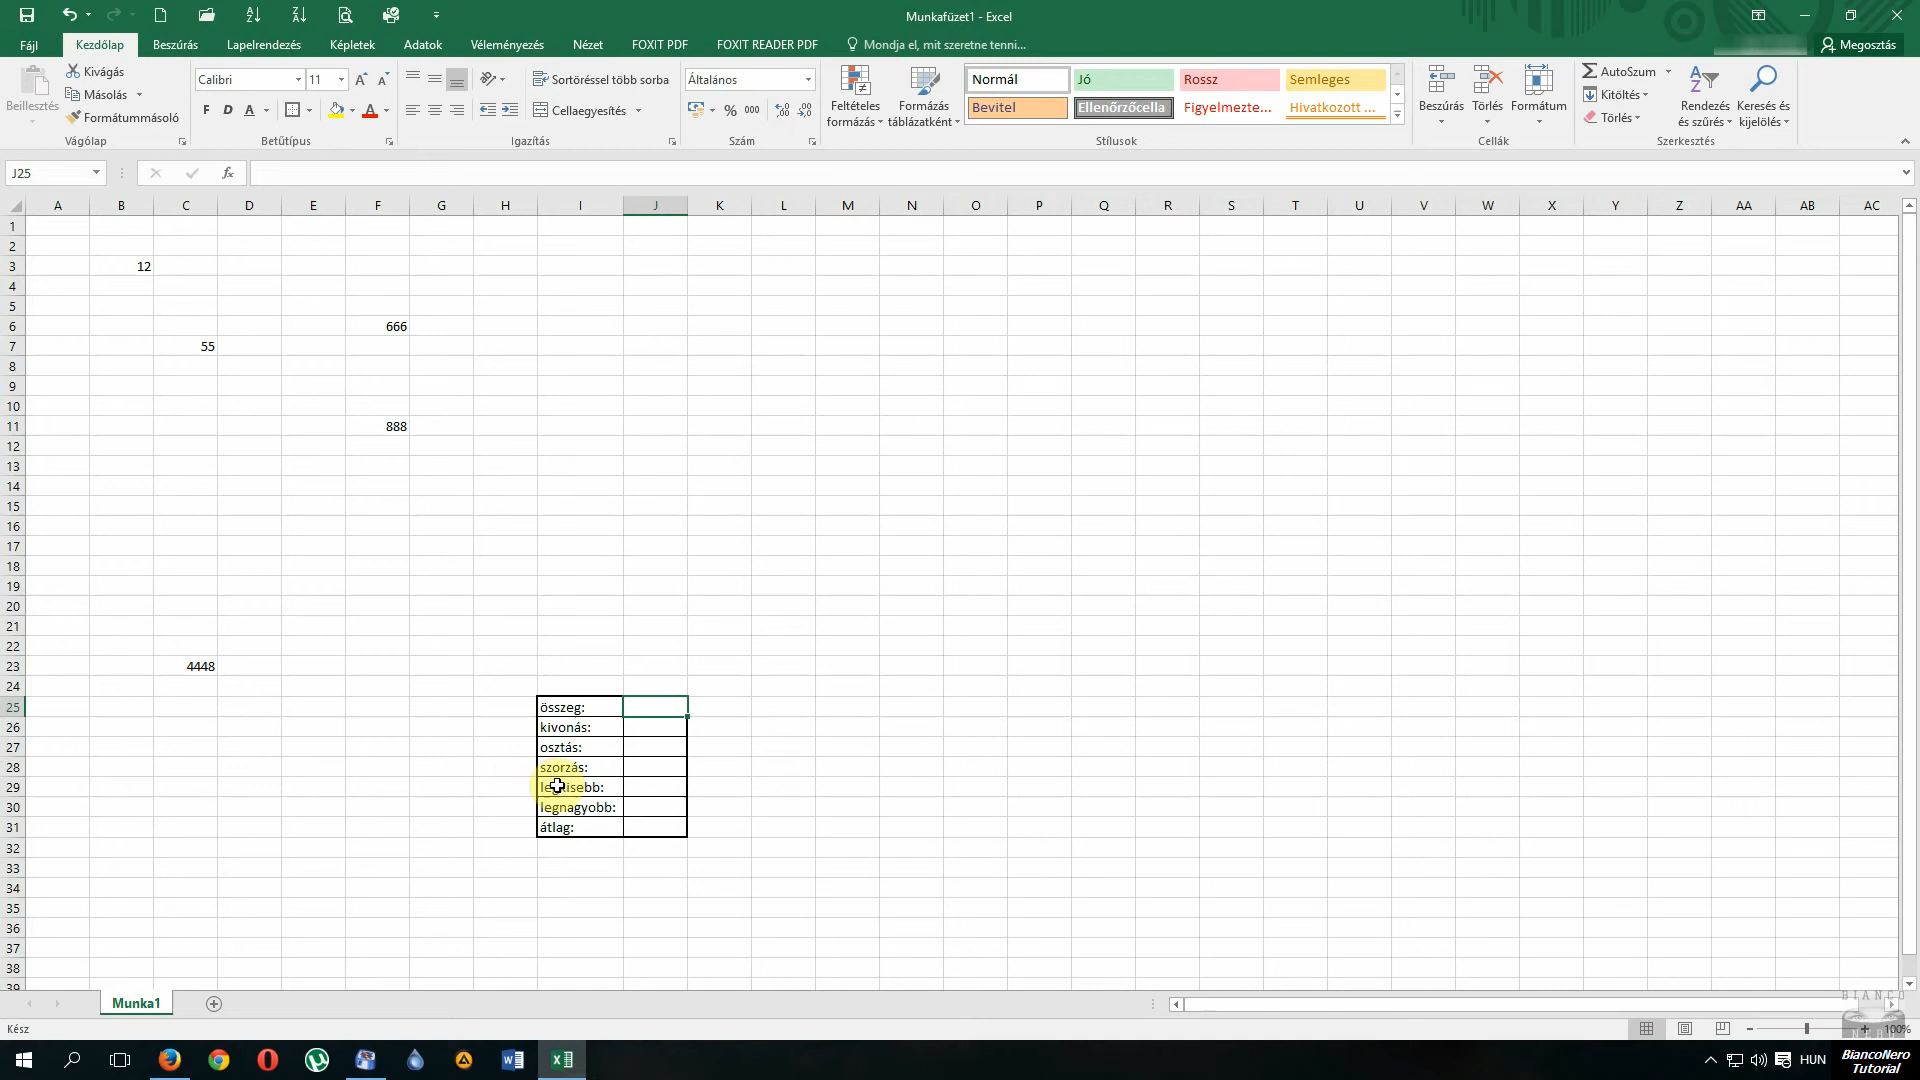 Munkafüzet1 - Excel
Fájl Kezdőlap Beszúrás Lapelrendezés Képletek Adatok Véleményezés Nézet FOXIT PDF FOXIT READER PDF Mondja el, mit szeretne tenni... Megosztás
Beillesztés
Kivágás
Másolás
Formátummásoló
Vágólap
Calibri 11
F D A
Betűtípus
Sortöréssel több sorba
Cellaegyesítés
Igazítás
Általános
% 000
Szám
Feltételes formázás
Formázás táblázatként
Normál Jó Rossz Semleges
Bevitel Ellenőrzőcella Figyelmezte... Hivatkozott ...
Stílusok
Beszúrás Törlés Formátum
Cellák
AutoSzum
Kitöltés
Törlés
Rendezés és szűrés
Keresés és kijelölés
Szerkesztés
J25 fx
A B C D E F G H I J K L M N O P Q R S T U V W X Y Z AA AB AC
1
2
3 12
4
5
6 666
7 55
8
9
10
11 888
12
13
14
15
16
17
18
19
20
21
22
23 4448
24
25 összeg:
26 kivonás:
27 osztás:
28 szorzás:
29 legkisebb:
30 legnagyobb:
31 átlag:
32
33
34
35
36
37
38
39
Munka1
BIANCO
NERO
Kész 100%
HUN
BiancoNero
Tutorial